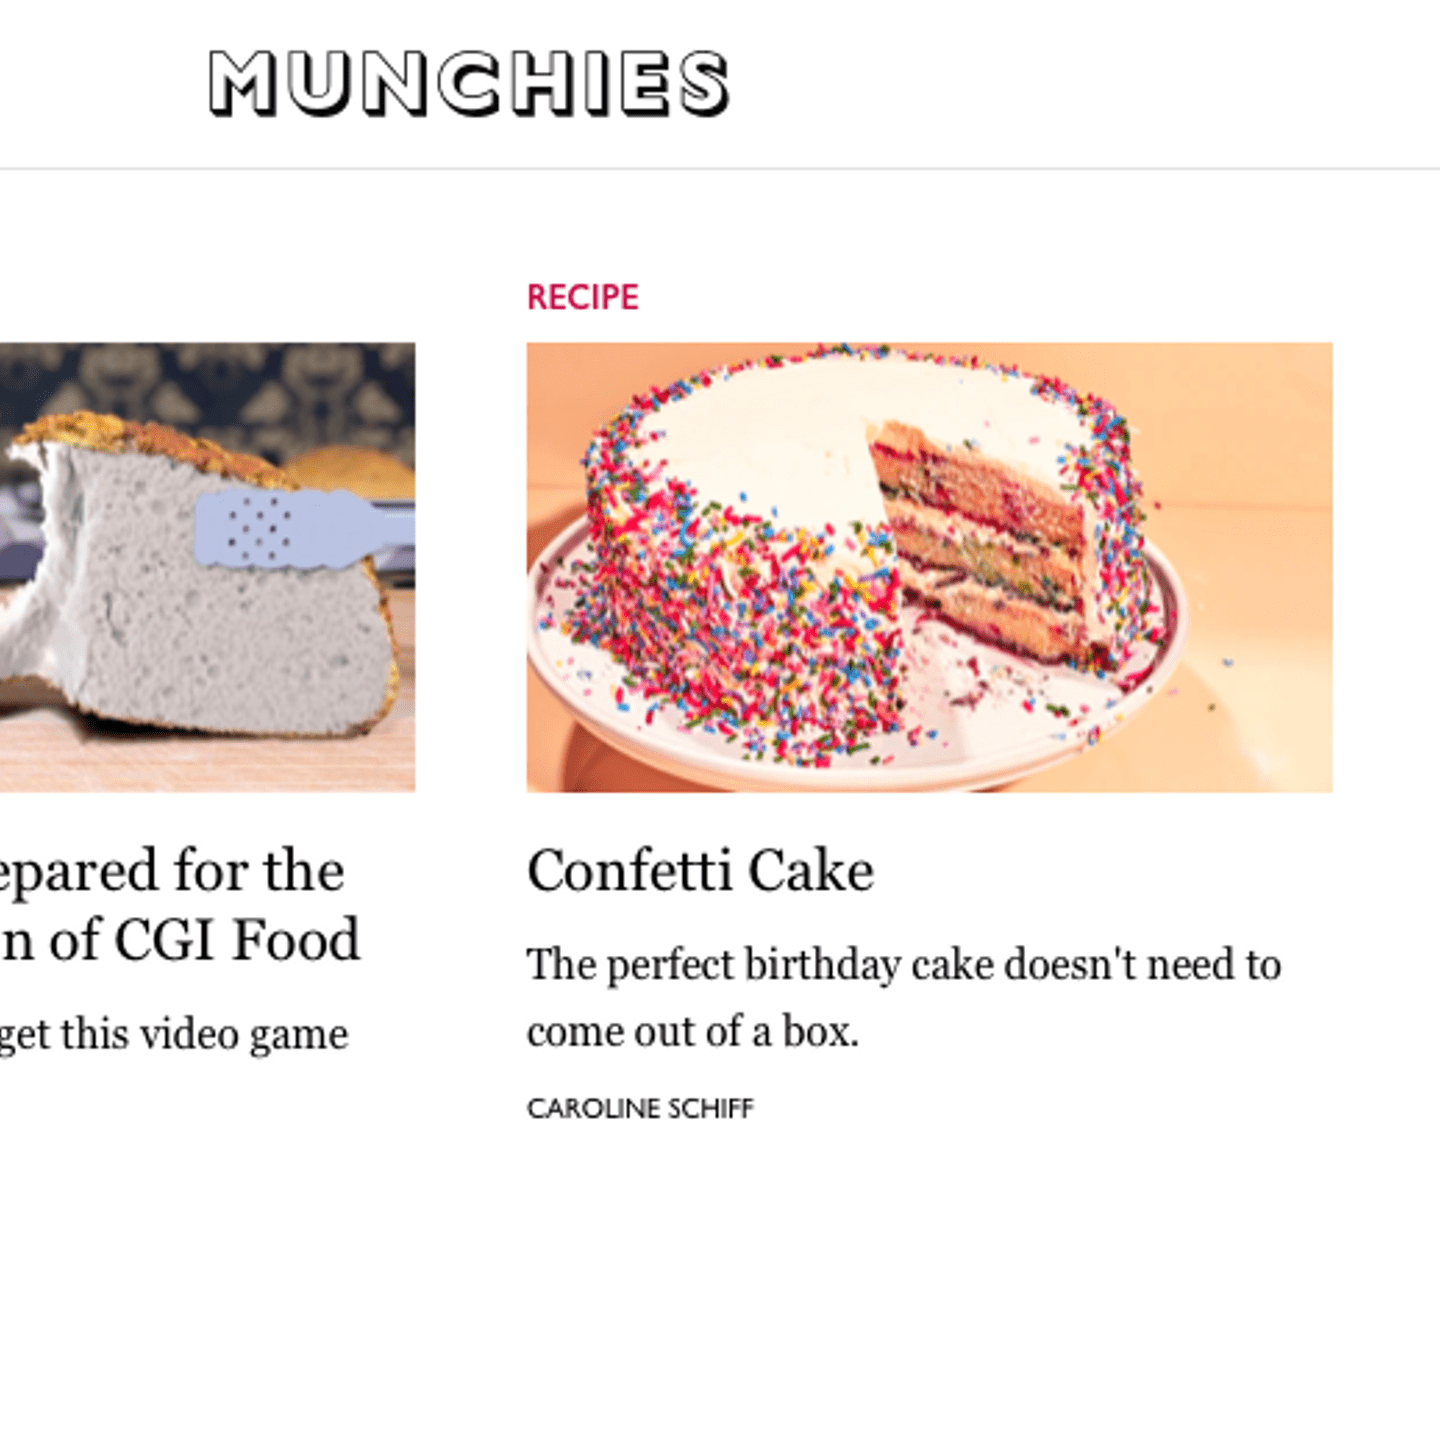 MUNCHIES
epared for the
n of CGI Food
get this video game
RECIPE
Confetti Cake
The perfect birthday cake doesn't need to
come out of a box.
CAROLINE SCHIFF